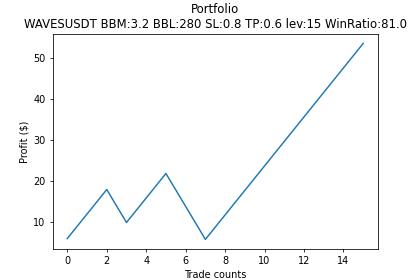 Portfolio
WAVESUSDT BBM:3.2 BBL:280 SL:0.8 TP:0.6 lev:15 WinRatio:81.0
50
40
30
20
10
Profit ($)
0 2 4 6 8 10 12 14
Trade counts